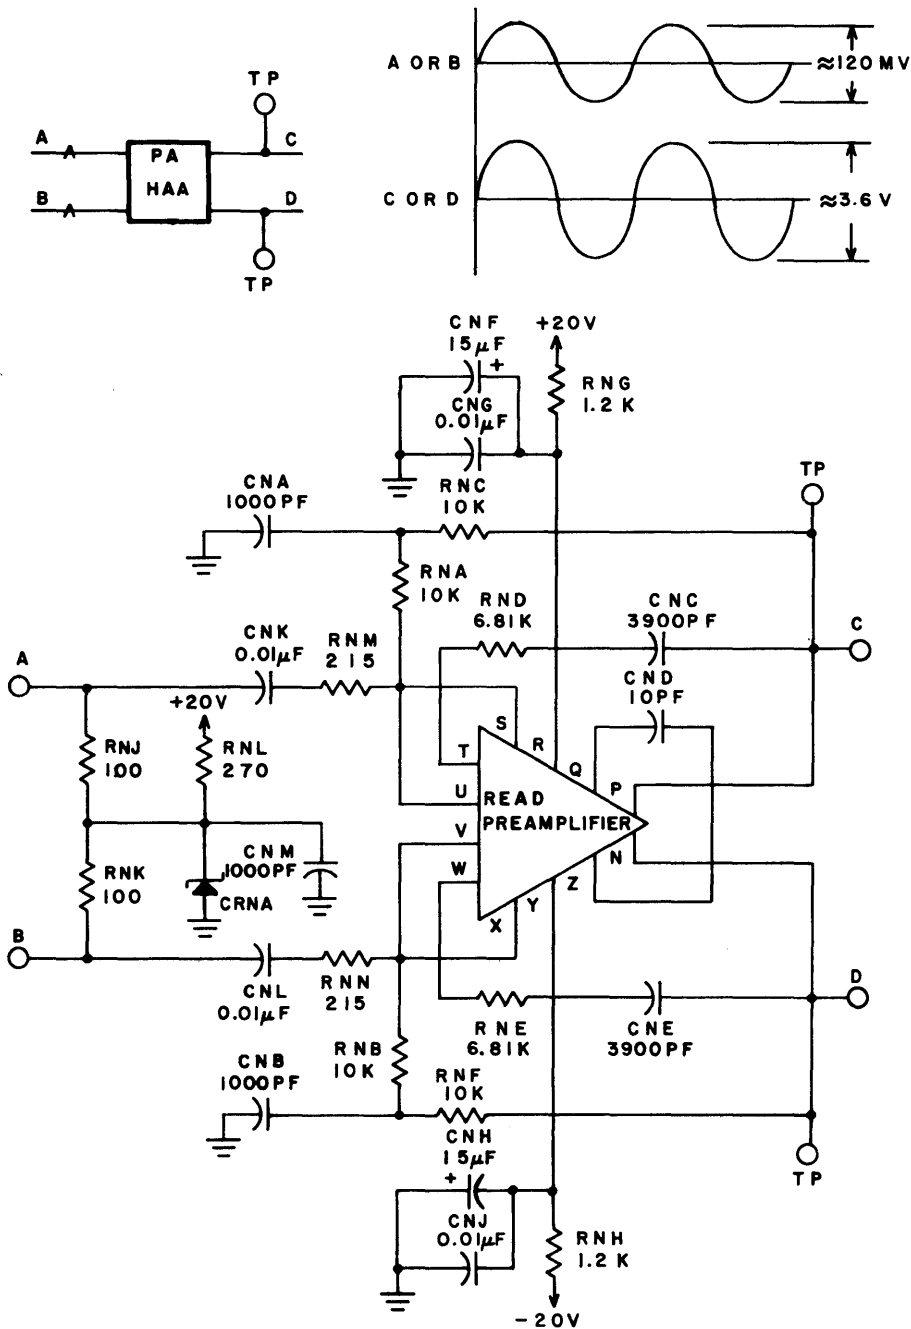 TP
A
C
PA
HAA
B
D
TP
A OR B
≈120 MV
C OR D
≈3.6 V
CNF
15µF
+
+20V
RNG
1.2 K
CNG
0.01µF
CNA
1000PF
RNC
10K
TP
RNA
10K
RND
6.81K
CNC
3900PF
C
A
CNK
0.01µF
RNM
215
CND
10PF
+20V
S
R
RNJ
100
RNL
270
T
Q
P
U
READ
PREAMPLIFIER
V
N
RNK
100
CNM
1000PF
CRNA
W
Z
X
Y
B
CNL
0.01µF
RNN
215
D
RNE
6.81K
CNE
3900PF
CNB
1000PF
RNB
10K
RNF
10K
CNH
15µF
+
TP
CNJ
0.01µF
RNH
1.2 K
-20V